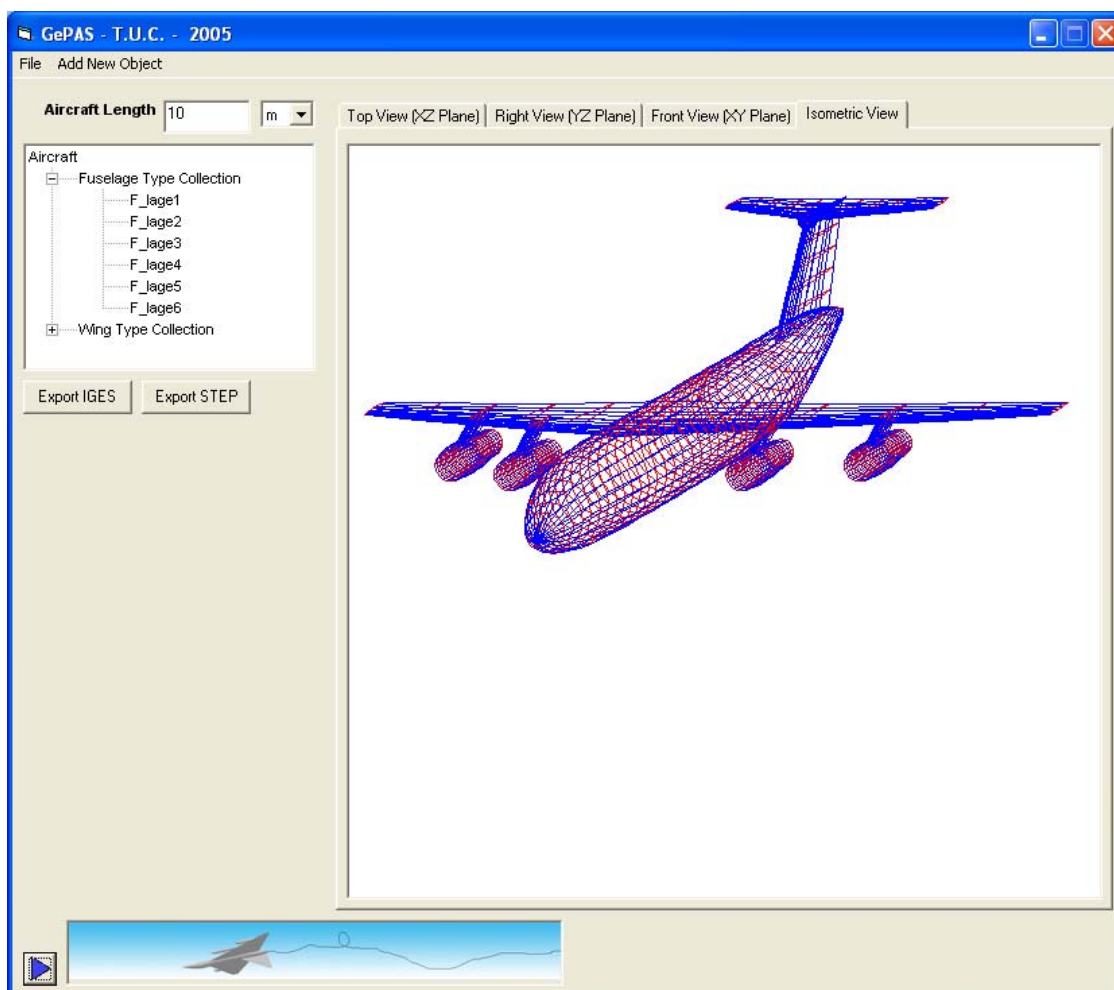 GePAS - T.U.C. - 2005
File Add New Object
Aircraft Length 10 m
Top View (XZ Plane) Right View (YZ Plane) Front View (XY Plane) Isometric View
Aircraft
Fuselage Type Collection
F_lage1
F_lage2
F_lage3
F_lage4
F_lage5
F_lage6
Wing Type Collection
Export IGES Export STEP